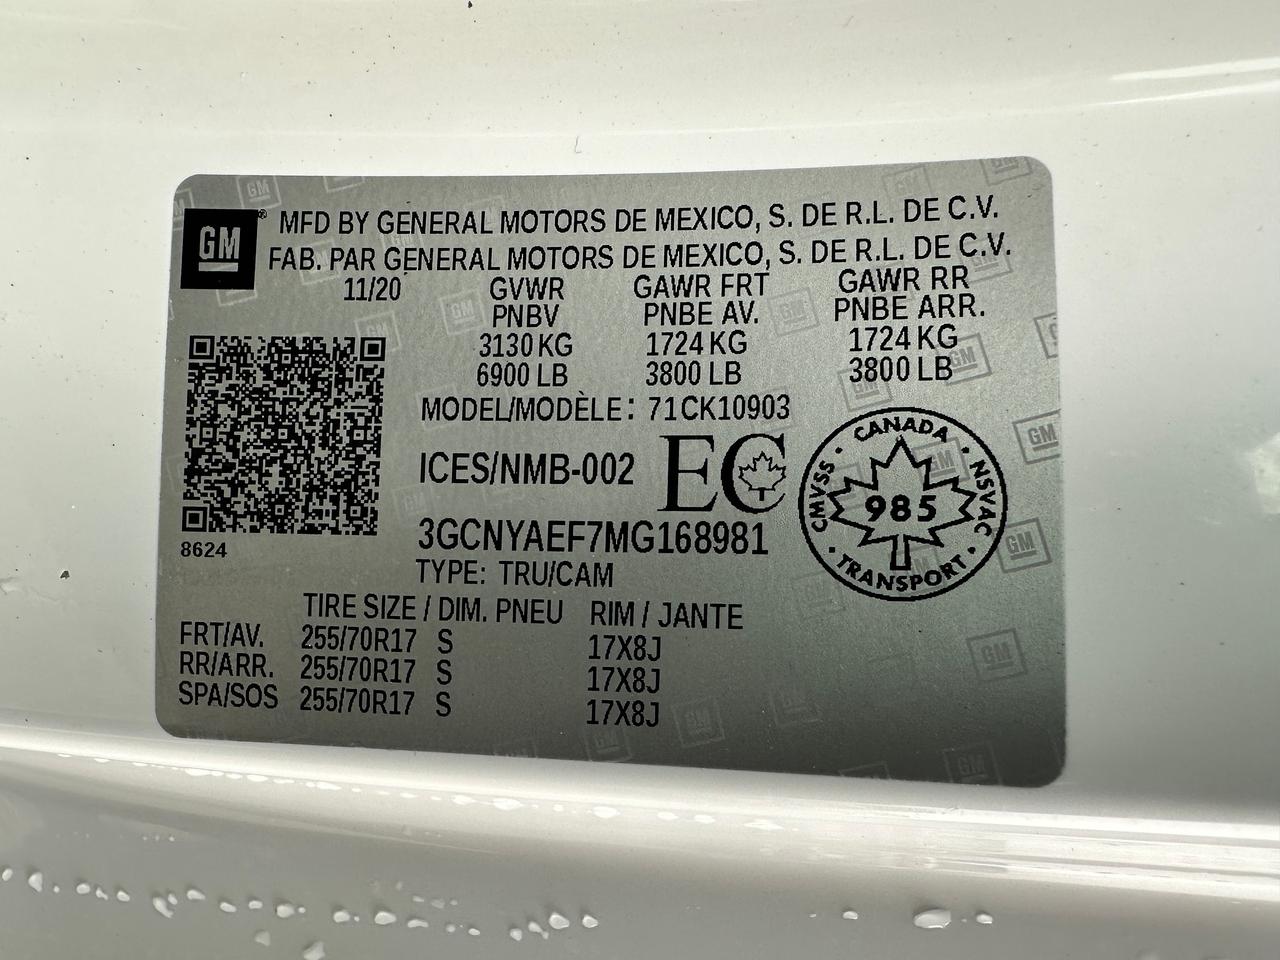 GM® MFD BY GENERAL MOTORS DE MEXICO, S. DE R.L. DE C.V.
FAB. PAR GENERAL MOTORS DE MEXICO, S. DE R.L. DE C.V.
11/20 GVWR GAWR FRT GAWR RR
PNBV PNBE AV. PNBE ARR.
3130 KG 1724 KG 1724 KG
6900 LB 3800 LB 3800 LB
MODEL/MODÈLE: 71CK10903
ICES/NMB-002 EC
CANADA
CMVSS 985 NSVAC
TRANSPORT
3GCNYAEF7MG168981
8624
TYPE: TRU/CAM
TIRE SIZE / DIM. PNEU RIM / JANTE
FRT/AV. 255/70R17 S 17X8J
RR/ARR. 255/70R17 S 17X8J
SPA/SOS 255/70R17 S 17X8J